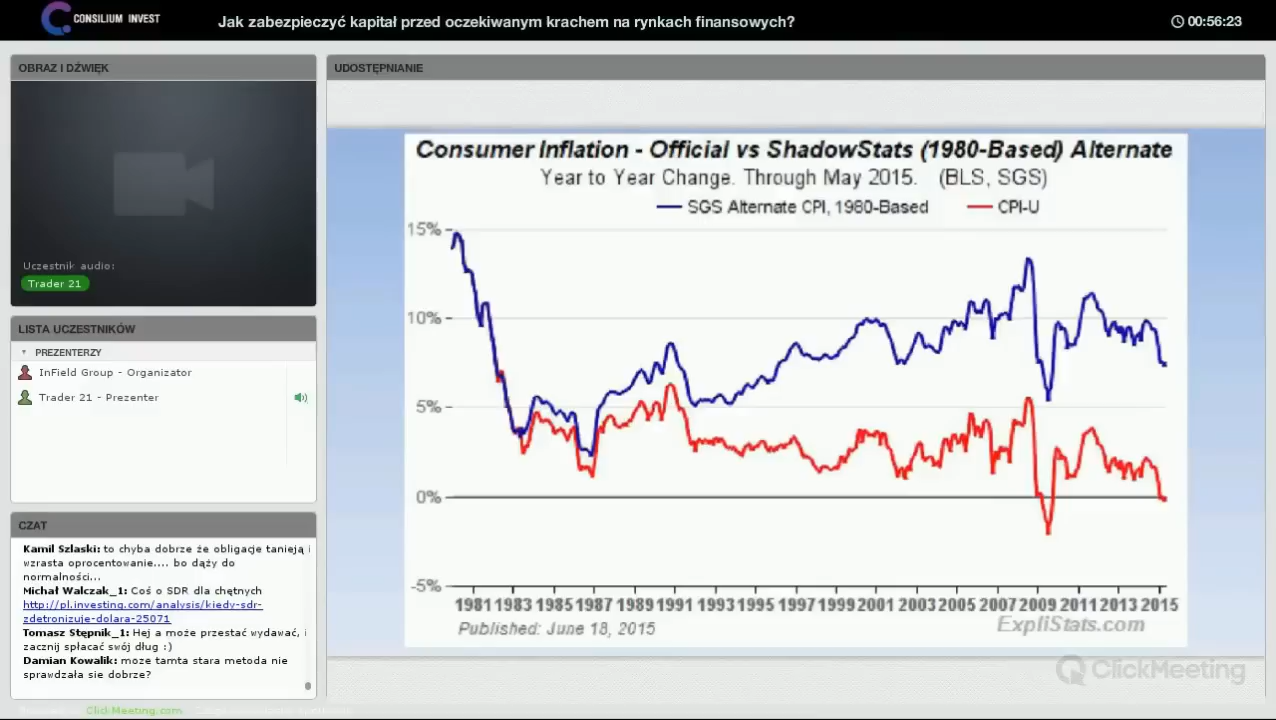 CONSILIUM INVEST
Jak zabezpieczyć kapitał przed oczekiwanym krachem na rynkach finansowych?
00:56:23
OBRAZ I DŹWIĘK
Uczestnik audio:
Trader 21
LISTA UCZESTNIKÓW
PREZENTERZY
InField Group - Organizator
Trader 21 - Prezenter
CZAT
Kamil Szlaski: to chyba dobrze że obligacje tanieją i
wzrasta oprocentowanie.... bo dąży do
normalności...
Michał Walczak_1: Coś o SDR dla chętnych
http://pl.investing.com/analysis/kiedy-sdr-
zdetronizuje-dolara-25071
Tomasz Stępnik_1: Hej a może przestać wydawać, i
zacznij spłacać swój dług :)
Damian Kowalik: moze tamta stara metoda nie
sprawdzała sie dobrze?
ClickMeeting.com
UDOSTĘPNIANIE
Consumer Inflation - Official vs ShadowStats (1980-Based) Alternate
Year to Year Change. Through May 2015. (BLS, SGS)
SGS Alternate CPI, 1980-Based CPI-U
15%
10%
5%
0%
-5%
1981 1983 1985 1987 1989 1991 1993 1995 1997 1999 2001 2003 2005 2007 2009 2011 2013 2015
Published: June 18, 2015
ExpliStats.com
ClickMeeting